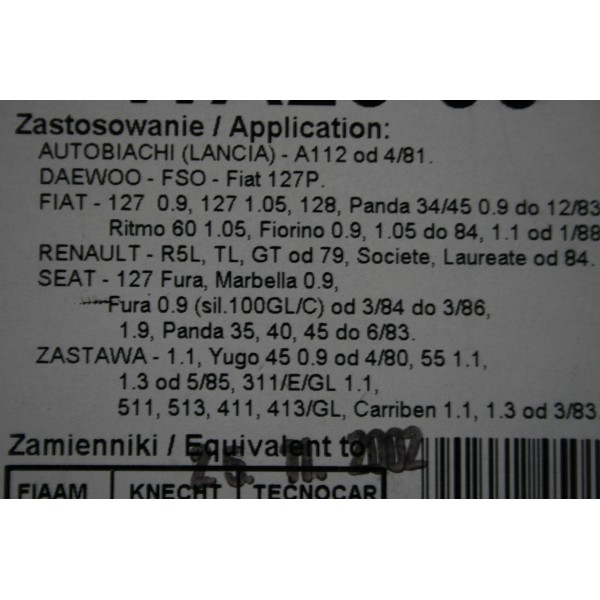 Zastosowanie / Application:
AUTOBIACHI (LANCIA) - A112 od 4/81.
DAEWOO - FSO - Fiat 127P.
FIAT - 127 0.9, 127 1.05, 128, Panda 34/45 0.9 do 12/83
Ritmo 60 1.05, Fiorino 0.9, 1.05 do 84, 1.1 od 1/88
RENAULT - R5L, TL, GT od 79, Societe, Laureate od 84.
SEAT - 127 Fura, Marbella 0.9,
Fura 0.9 (sil.100GL/C) od 3/84 do 3/86,
1.9, Panda 35, 40, 45 do 6/83.
ZASTAWA - 1.1, Yugo 45 0.9 od 4/80, 55 1.1,
1.3 od 5/85, 311/E/GL 1.1,
511, 513, 411, 413/GL, Carriben 1.1, 1.3 od 3/83
Zamienniki / Equivalent to
25. 11. 2002
FIAAM KNECHT TECNOCAR